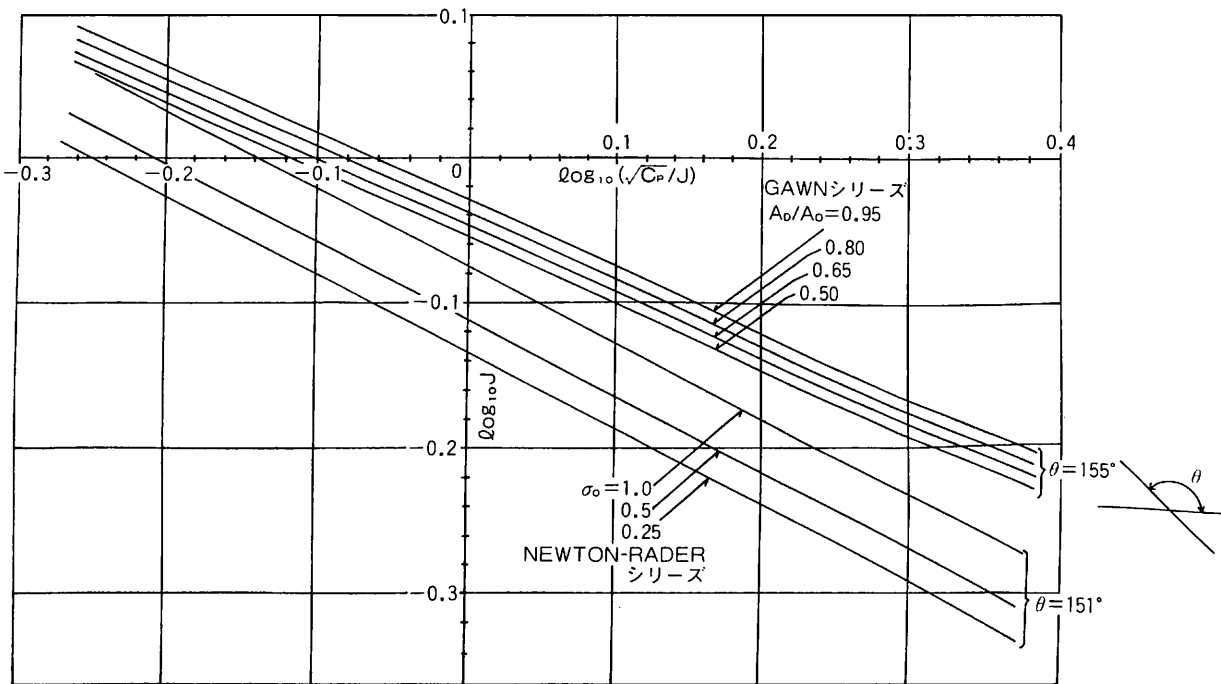 0.1
0.1
0.2
0.3
0.4
−0.3
−0.2
−0.1
0
ℓog₁₀(√Cₚ/J)
GAWNシリーズ
A_D/A_O=0.95
0.80
0.65
0.50
−0.1
ℓog₁₀J
−0.2
θ=155°
θ
σ₀=1.0
0.5
0.25
NEWTON-RADER
シリーズ
−0.3
θ=151°